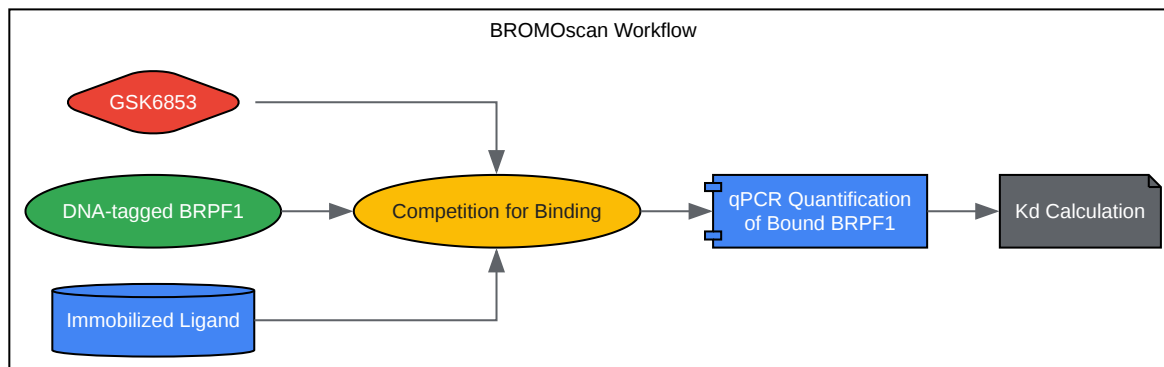 BROMOscan Workflow
GSK6853
DNA-tagged BRPF1
Competition for Binding
qPCR Quantification
of Bound BRPF1
Kd Calculation
Immobilized Ligand